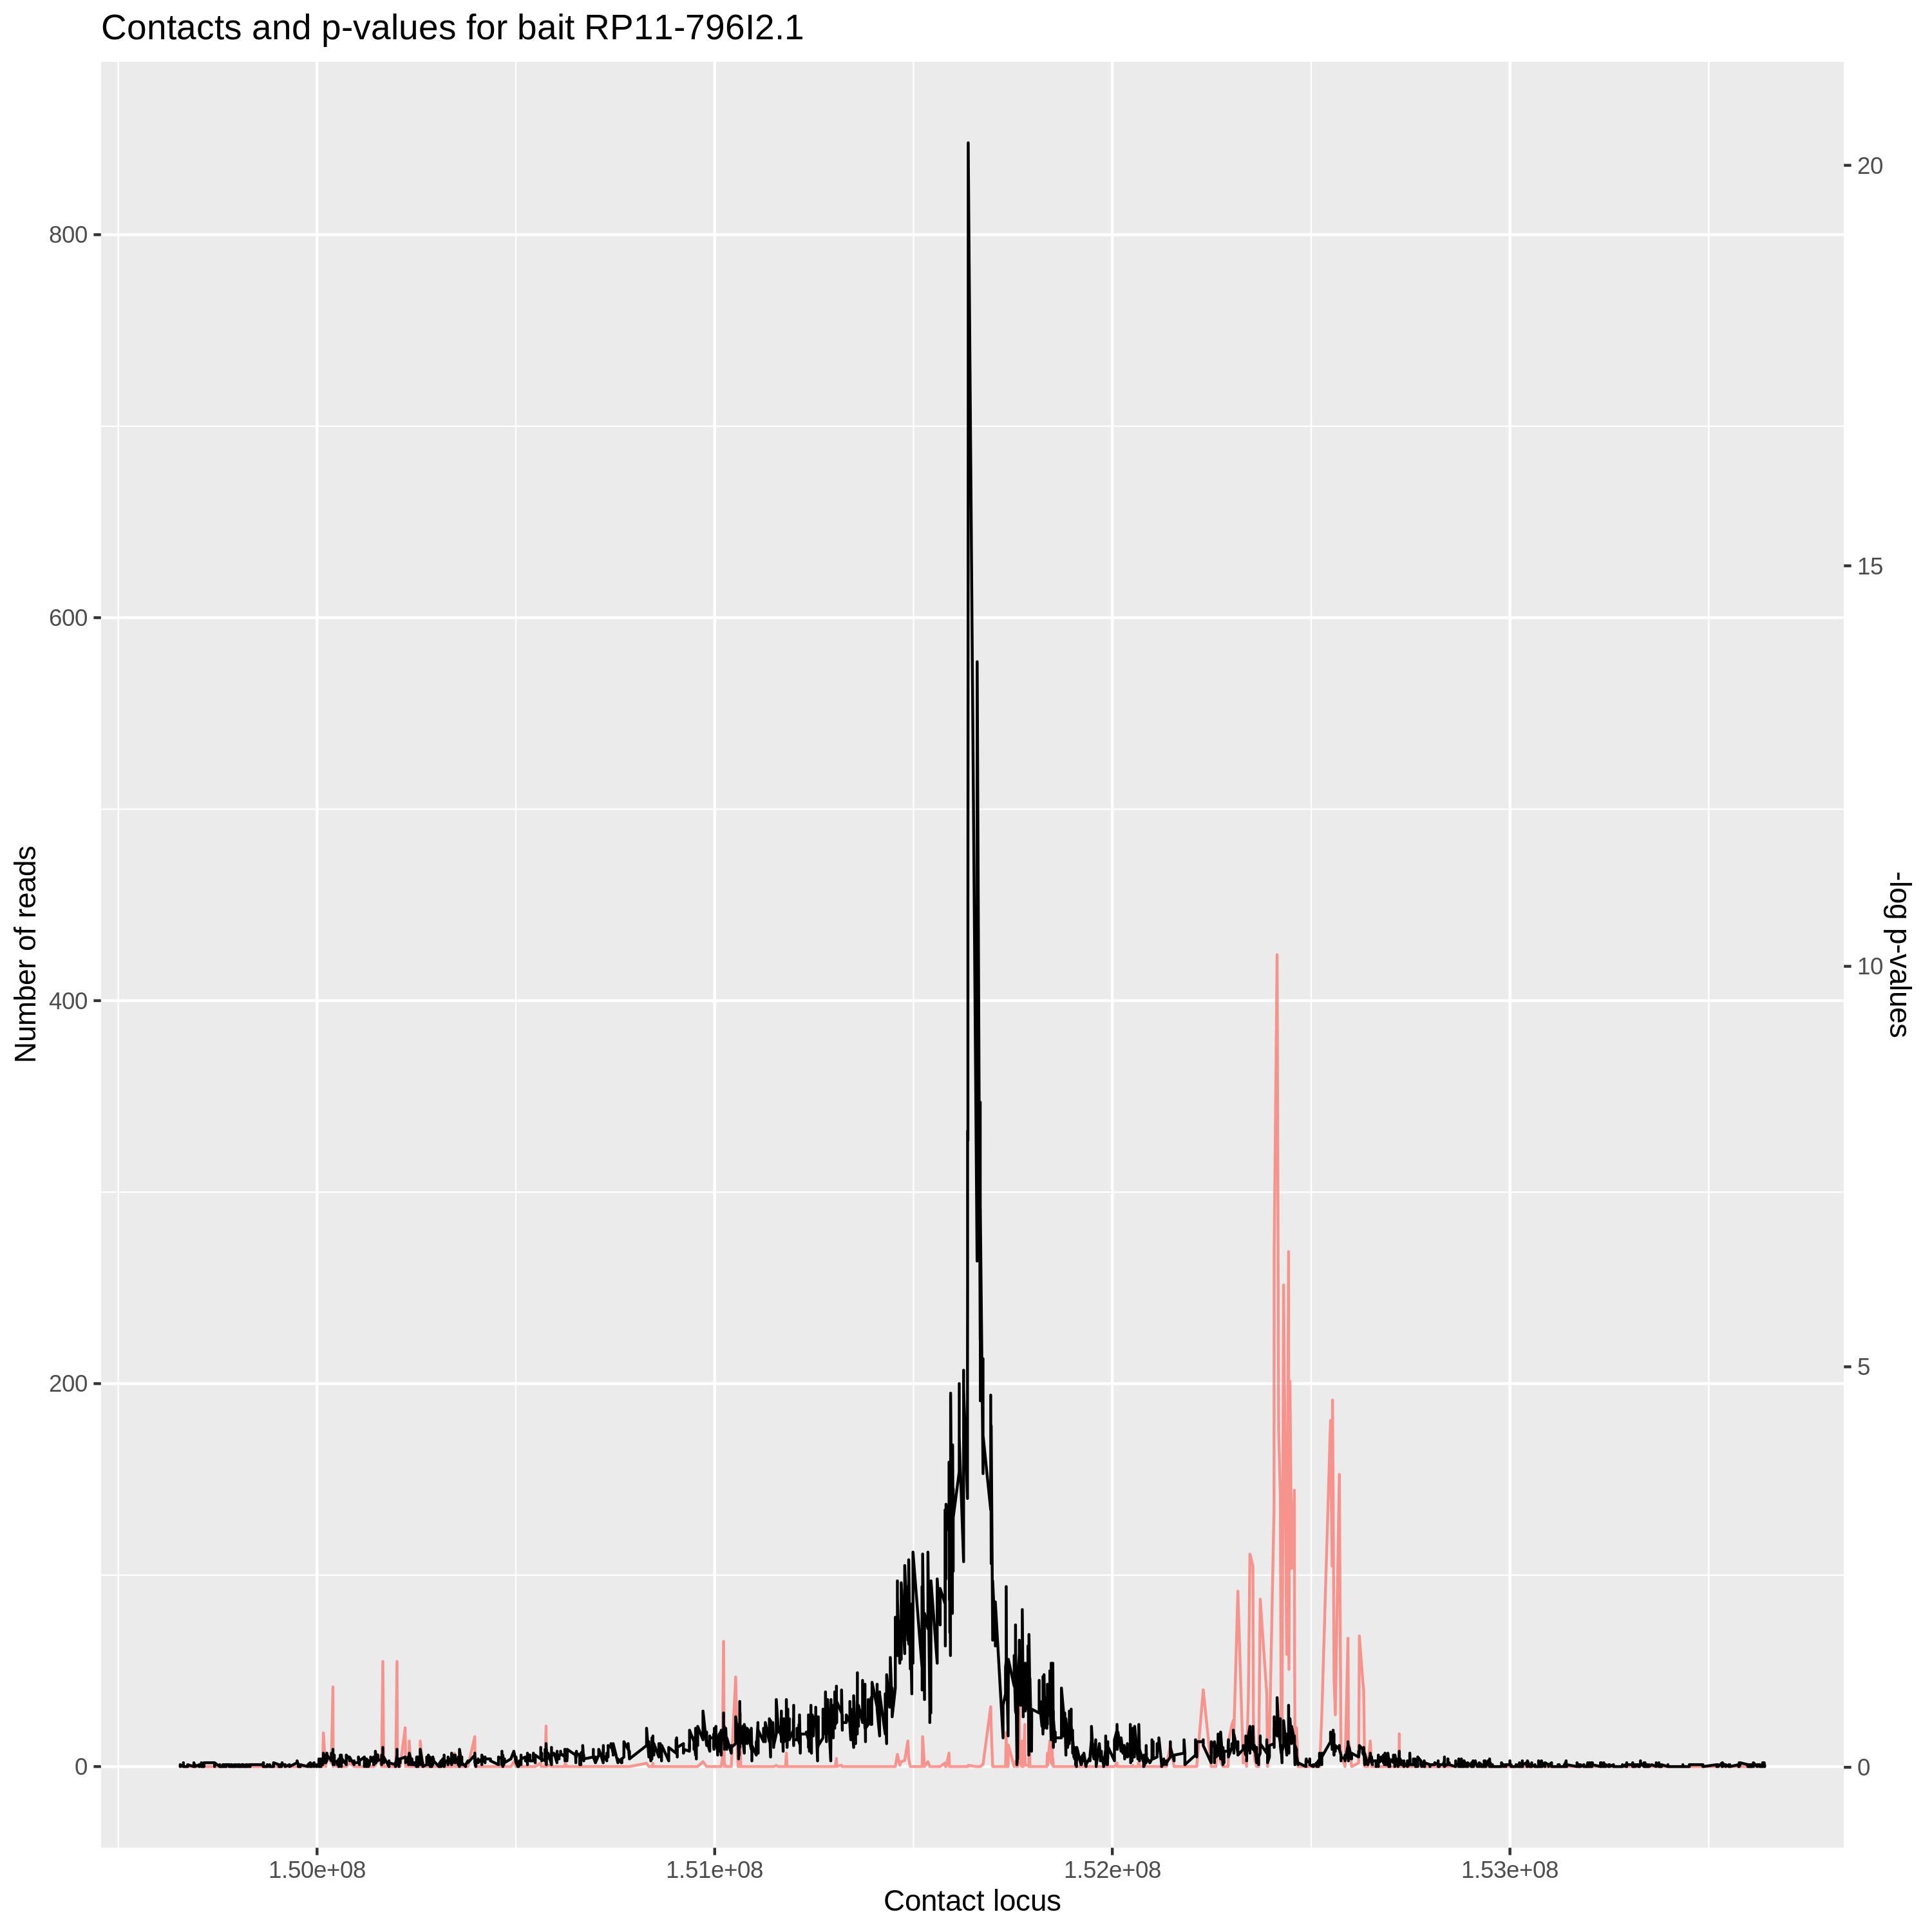 Contacts and p-values for bait RP11-796I2.1
800
600
400
200
0
Number of reads
20
15
10
5
0
-log p-values
1.50e+08
1.51e+08
1.52e+08
1.53e+08
Contact locus